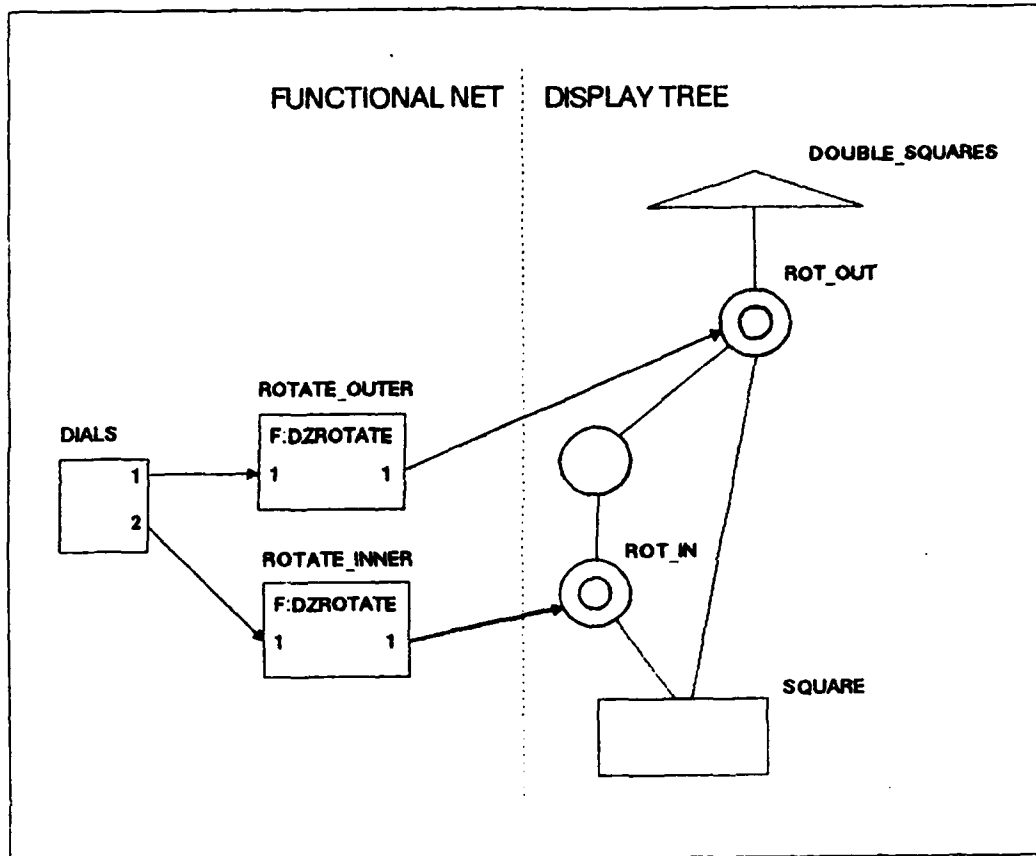 FUNCTIONAL NET DISPLAY TREE
DOUBLE_SQUARES
ROT_OUT
ROTATE_OUTER
F:DZROTATE
1 1
DIALS
1
2
ROTATE_INNER
F:DZROTATE
1 1
ROT_IN
SQUARE